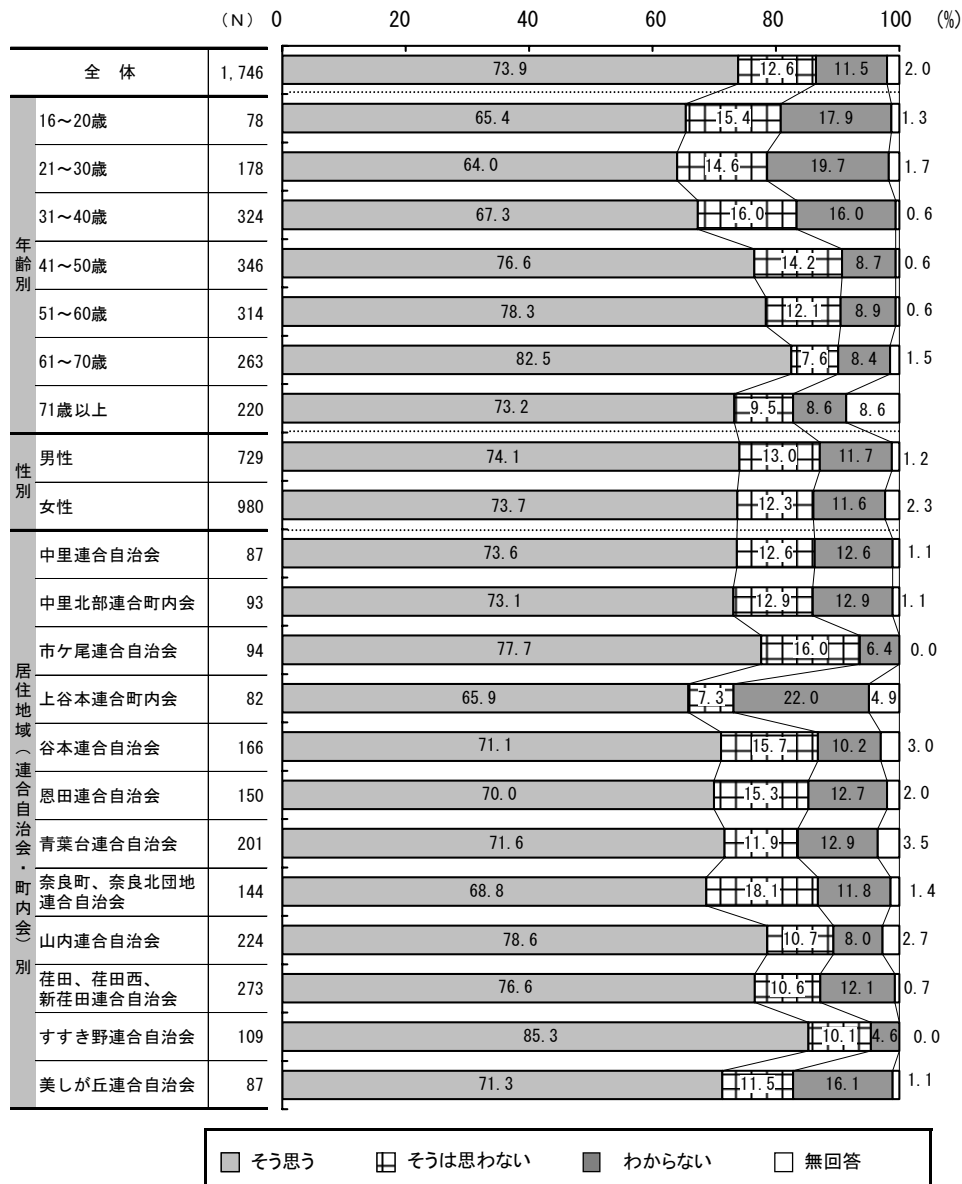 （N） 0 20 40 60 80 100 (%)
全 体 1,746 73.9 12.6 11.5 2.0
年齢別
16～20歳 78 65.4 15.4 17.9 1.3
21～30歳 178 64.0 14.6 19.7 1.7
31～40歳 324 67.3 16.0 16.0 0.6
41～50歳 346 76.6 14.2 8.7 0.6
51～60歳 314 78.3 12.1 8.9 0.6
61～70歳 263 82.5 7.6 8.4 1.5
71歳以上 220 73.2 9.5 8.6 8.6
性別
男性 729 74.1 13.0 11.7 1.2
女性 980 73.7 12.3 11.6 2.3
居住地域（連合自治会・町内会）別
中里連合自治会 87 73.6 12.6 12.6 1.1
中里北部連合町内会 93 73.1 12.9 12.9 1.1
市ケ尾連合自治会 94 77.7 16.0 6.4 0.0
上谷本連合町内会 82 65.9 7.3 22.0 4.9
谷本連合自治会 166 71.1 15.7 10.2 3.0
恩田連合自治会 150 70.0 15.3 12.7 2.0
青葉台連合自治会 201 71.6 11.9 12.9 3.5
奈良町、奈良北団地
連合自治会 144 68.8 18.1 11.8 1.4
山内連合自治会 224 78.6 10.7 8.0 2.7
荏田、荏田西、
新荏田連合自治会 273 76.6 10.6 12.1 0.7
すすき野連合自治会 109 85.3 10.1 4.6 0.0
美しが丘連合自治会 87 71.3 11.5 16.1 1.1
そう思う そうは思わない わからない 無回答